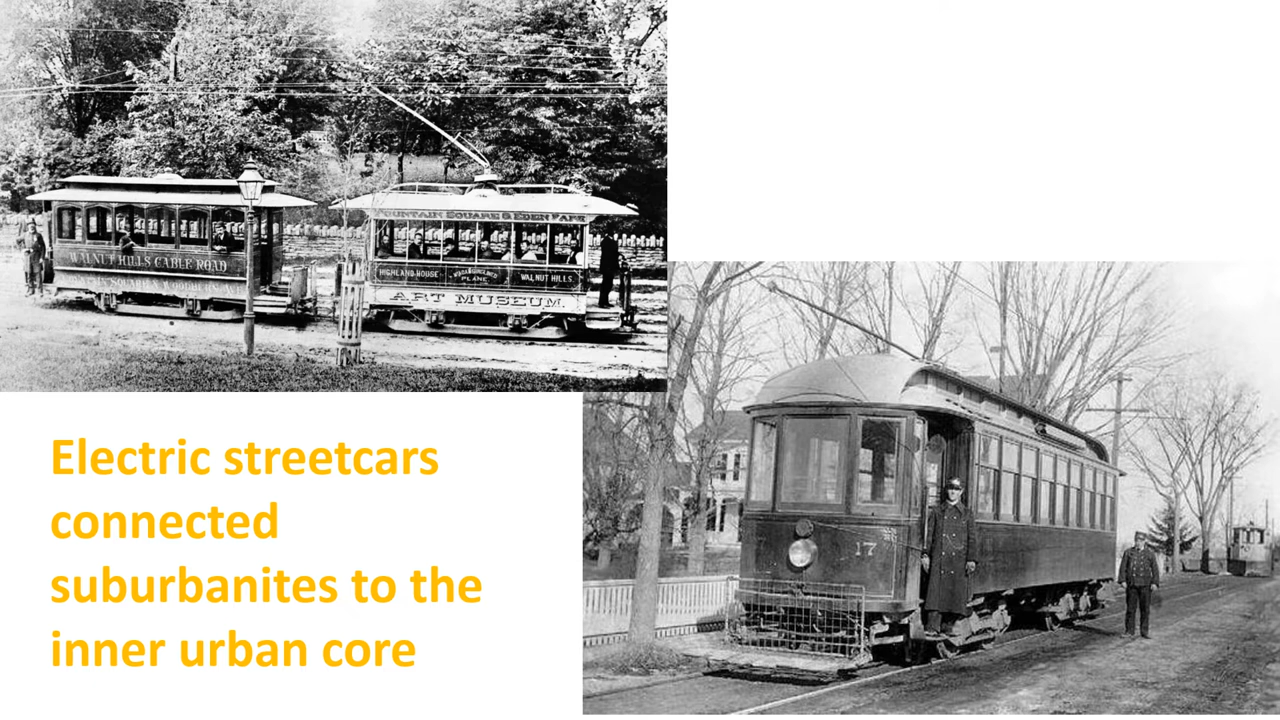 FOUNTAIN SQUARE & EDEN PARK
WALNUT HILLS CABLE ROAD
HIGHLAND HOUSE
PLANE
WALNUT HILLS.
ART MUSEUM.
17
Electric streetcars
connected
suburbanites to the
inner urban core